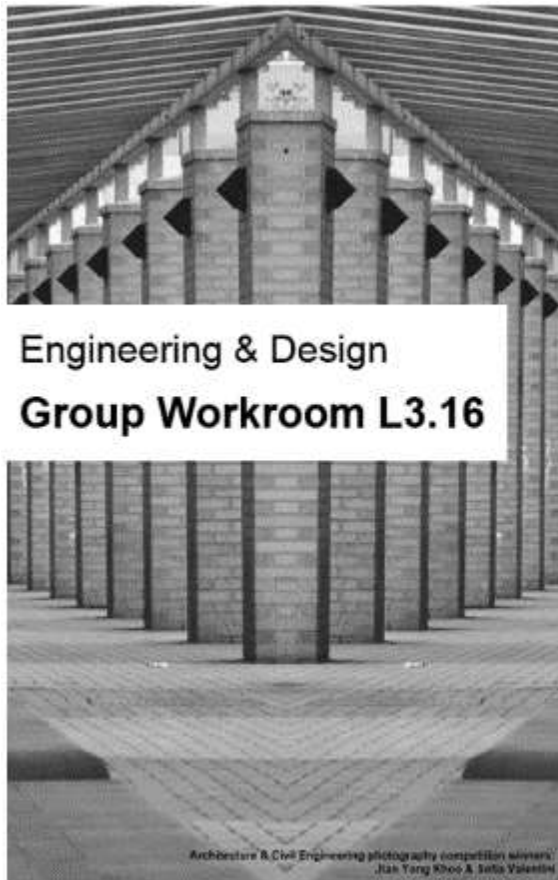 Engineering & Design
Group Workroom L3.16
Architecture & Civil Engineering photography competition winners:
Jian Yong Khoo & Sofia Valentini